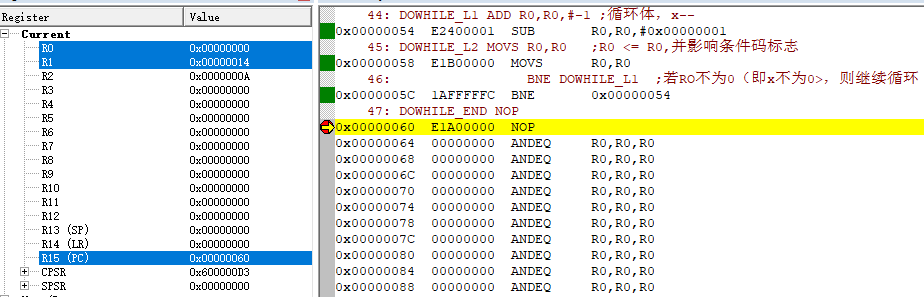 Register Value
Current
R0 0x00000000
R1 0x00000014
R2 0x0000000A
R3 0x00000000
R4 0x00000000
R5 0x00000000
R6 0x00000000
R7 0x00000000
R8 0x00000000
R9 0x00000000
R10 0x00000000
R11 0x00000000
R12 0x00000000
R13 (SP) 0x00000000
R14 (LR) 0x00000000
R15 (PC) 0x00000060
CPSR 0x600000D3
SPSR 0x00000000
44: DOWHILE_L1 ADD R0,R0,#-1 ;循环体，x--
0x00000054 E2400001 SUB R0,R0,#0x00000001
45: DOWHILE_L2 MOVS R0,R0 ;R0 <= R0,并影响条件码标志
0x00000058 E1B00000 MOVS R0,R0
46: BNE DOWHILE_L1 ;若R0不为0（即x不为0>，则继续循环
0x0000005C 1AFFFFFC BNE 0x00000054
47: DOWHILE_END NOP
0x00000060 E1A00000 NOP
0x00000064 00000000 ANDEQ R0,R0,R0
0x00000068 00000000 ANDEQ R0,R0,R0
0x0000006C 00000000 ANDEQ R0,R0,R0
0x00000070 00000000 ANDEQ R0,R0,R0
0x00000074 00000000 ANDEQ R0,R0,R0
0x00000078 00000000 ANDEQ R0,R0,R0
0x0000007C 00000000 ANDEQ R0,R0,R0
0x00000080 00000000 ANDEQ R0,R0,R0
0x00000084 00000000 ANDEQ R0,R0,R0
0x00000088 00000000 ANDEQ R0,R0,R0